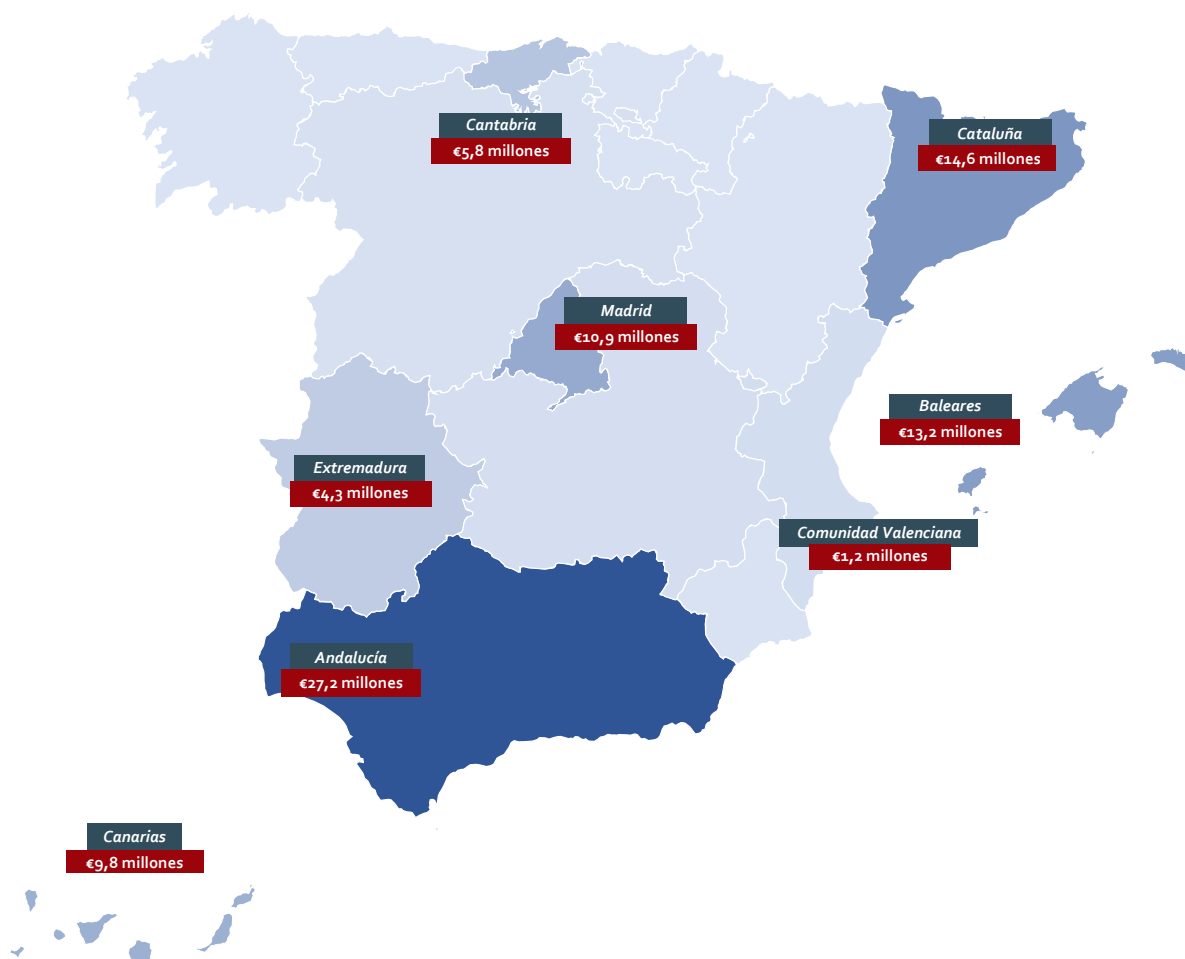 Cantabria
€5,8 millones
Cataluña
€14,6 millones
Madrid
€10,9 millones
Baleares
€13,2 millones
Extremadura
€4,3 millones
Comunidad Valenciana
€1,2 millones
Andalucía
€27,2 millones
Canarias
€9,8 millones